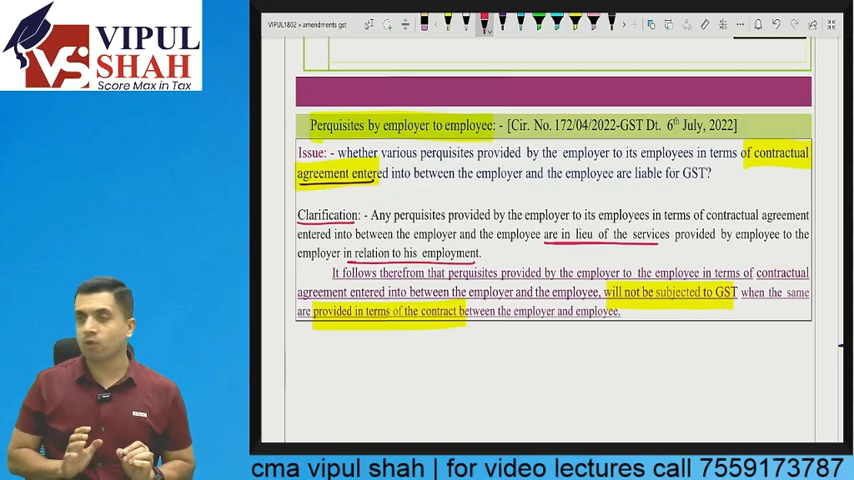 VIPUL
SHAH
Score Max in Tax
VIPUL1802 + amendments gst
Perquisites by employer to employee: - [Cir. No. 172/04/2022-GST Dt. 6th July, 2022]
Issue: - whether various perquisites provided by the employer to its employees in terms of contractual
agreement entered into between the employer and the employee are liable for GST?
Clarification: - Any perquisites provided by the employer to its employees in terms of contractual agreement
entered into between the employer and the employee are in lieu of the services provided by employee to the
employer in relation to his employment.
It follows therefrom that perquisites provided by the employer to the employee in terms of contractual
agreement entered into between the employer and the employee, will not be subjected to GST when the same
are provided in terms of the contract between the employer and employee.
cma vipul shah | for video lectures call 7559173787